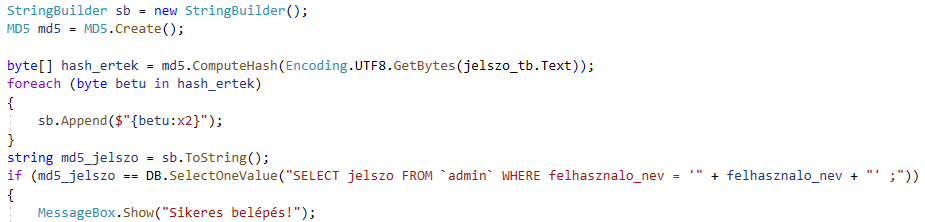 StringBuilder sb = new StringBuilder();
MD5 md5 = MD5.Create();
byte[] hash_ertek = md5.ComputeHash(Encoding.UTF8.GetBytes(jelszo_tb.Text));
foreach (byte betu in hash_ertek)
{
sb.Append($"{betu:x2}");
}
string md5_jelszo = sb.ToString();
if (md5_jelszo == DB.SelectOneValue("SELECT jelszo FROM `admin` WHERE felhasznalo_nev = '" + felhasznalo_nev + "' ;"))
{
MessageBox.Show("Sikeres belépés!");